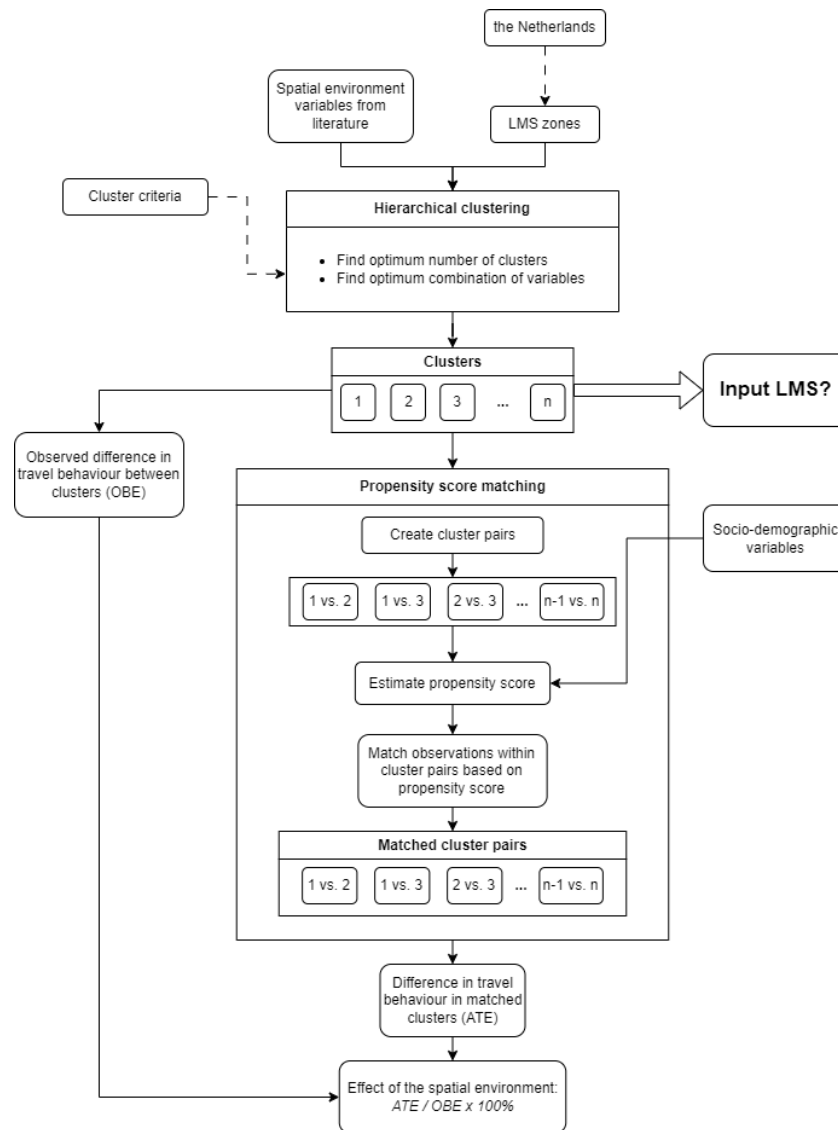 the Netherlands
Spatial environment
variables from
literature
LMS zones
Cluster criteria
Hierarchical clustering
• Find optimum number of clusters
• Find optimum combination of variables
Clusters
1 2 3 ... n
Input LMS?
Observed difference in
travel behaviour between
clusters (OBE)
Propensity score matching
Create cluster pairs
Socio-demographic
variables
1 vs. 2 1 vs. 3 2 vs. 3 ... n-1 vs. n
Estimate propensity score
Match observations within
cluster pairs based on
propensity score
Matched cluster pairs
1 vs. 2 1 vs. 3 2 vs. 3 ... n-1 vs. n
Difference in travel
behaviour in matched
clusters (ATE)
Effect of the spatial environment:
ATE / OBE x 100%